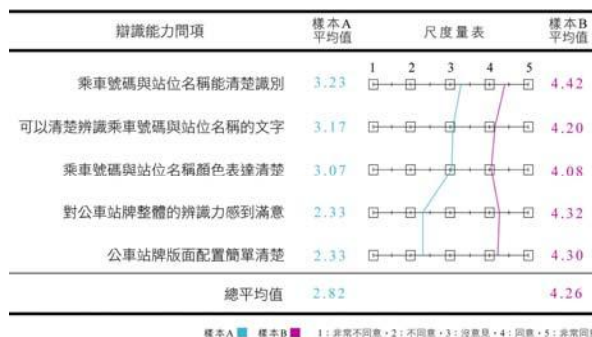 辯識能力問項 樣本A 平均值 尺度量表 樣本B 平均值
1 2 3 4 5
乘車號碼與站位名稱能清楚識別 3.23 4.42
可以清楚辨識乘車號碼與站位名稱的文字 3.17 4.20
乘車號碼與站位名稱顏色表達清楚 3.07 4.08
對公車站牌整體的辨識力感到滿意 2.33 4.32
公車站牌版面配置簡單清楚 2.33 4.30
總平均值 2.82 4.26
樣本A 樣本B 1：非常不同意，2：不同意，3：沒意見，4：同意，5：非常同意